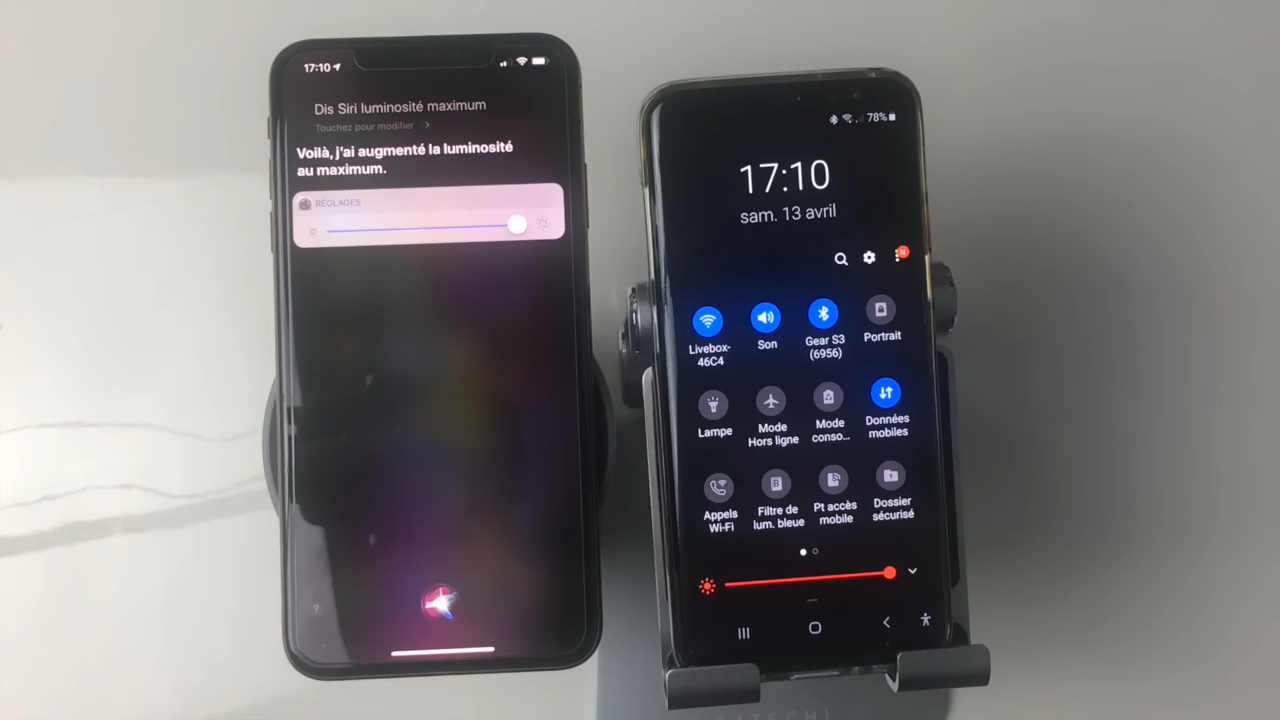 17:10
Dis Siri luminosité maximum
Touchez pour modifier
Voilà, j'ai augmenté la luminosité
au maximum.
RÉGLAGES
?
78%
17:10
sam. 13 avril
N
Livebox-
46C4
Son
Gear S3
(6956)
Portrait
Lampe
Mode
Hors ligne
Mode
conso...
Données
mobiles
Appels
Wi-Fi
Filtre de
lum. bleue
Pt accès
mobile
Dossier
sécurisé